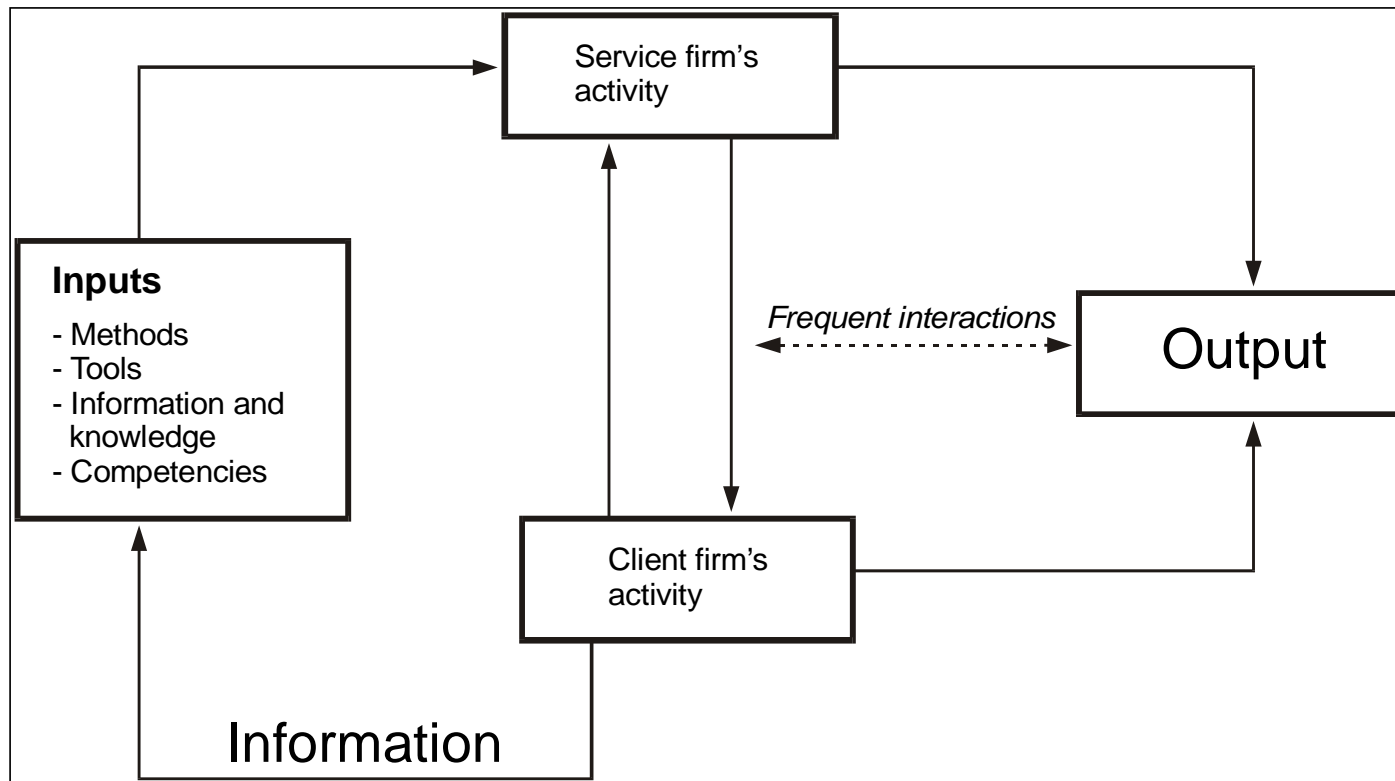 Service firm’s
activity
Inputs
- Methods
- Tools
- Information and
knowledge
- Competencies
Frequent interactions
Output
Client firm’s
activity
Information